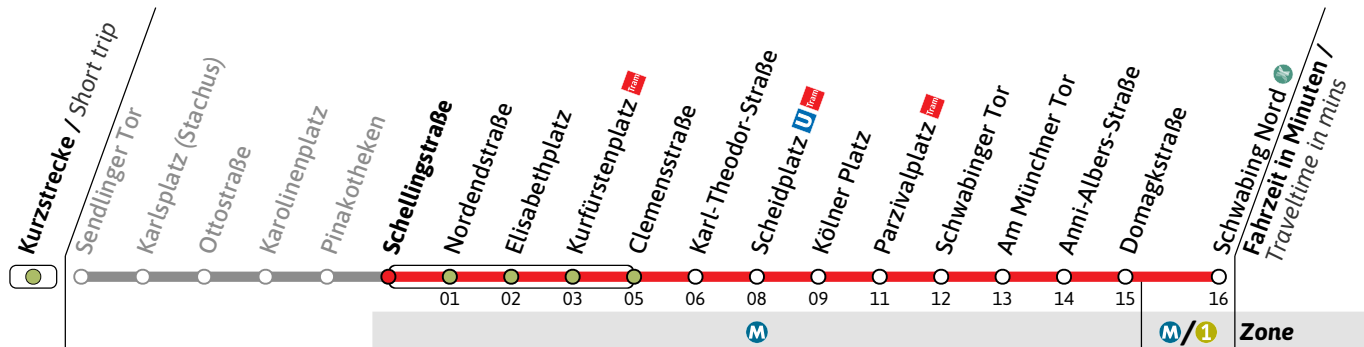 Kurzstrecke / Short trip
Sendlinger Tor
Karlsplatz (Stachus)
Ottostraße
Karolinenplatz
Pinakotheken
Schellingstraße
Nordendstraße
Elisabethplatz
Kurfürstenplatz Tram
Clemensstraße
Karl-Theodor-Straße
Scheidplatz U Tram
Kölner Platz
Parzivalplatz Tram
Schwabinger Tor
Am Münchner Tor
Anni-Albers-Straße
Domagkstraße
Schwabing Nord
Fahrzeit in Minuten /
Traveltime in mins
01 02 03 05 06 08 09 11 12 13 14 15 16
M M/1 Zone